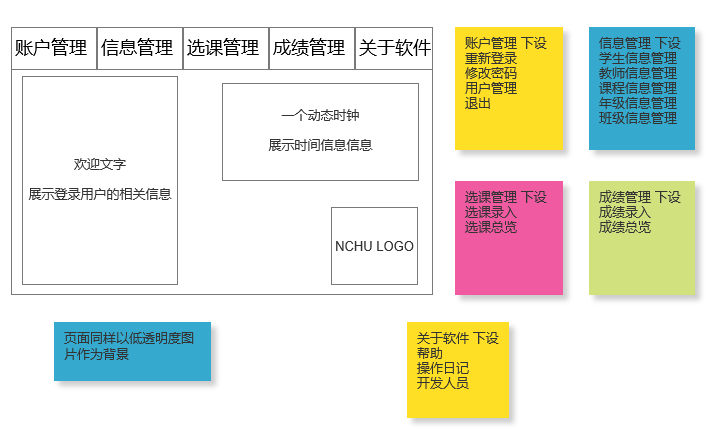 账户管理 信息管理 选课管理 成绩管理 关于软件
欢迎文字
展示登录用户的相关信息
一个动态时钟
展示时间信息信息
NCHU LOGO
账户管理 下设
重新登录
修改密码
用户管理
退出
信息管理 下设
学生信息管理
教师信息管理
课程信息管理
年级信息管理
班级信息管理
选课管理 下设
选课录入
选课总览
成绩管理 下设
成绩录入
成绩总览
页面同样以低透明度图
片作为背景
关于软件 下设
帮助
操作日记
开发人员